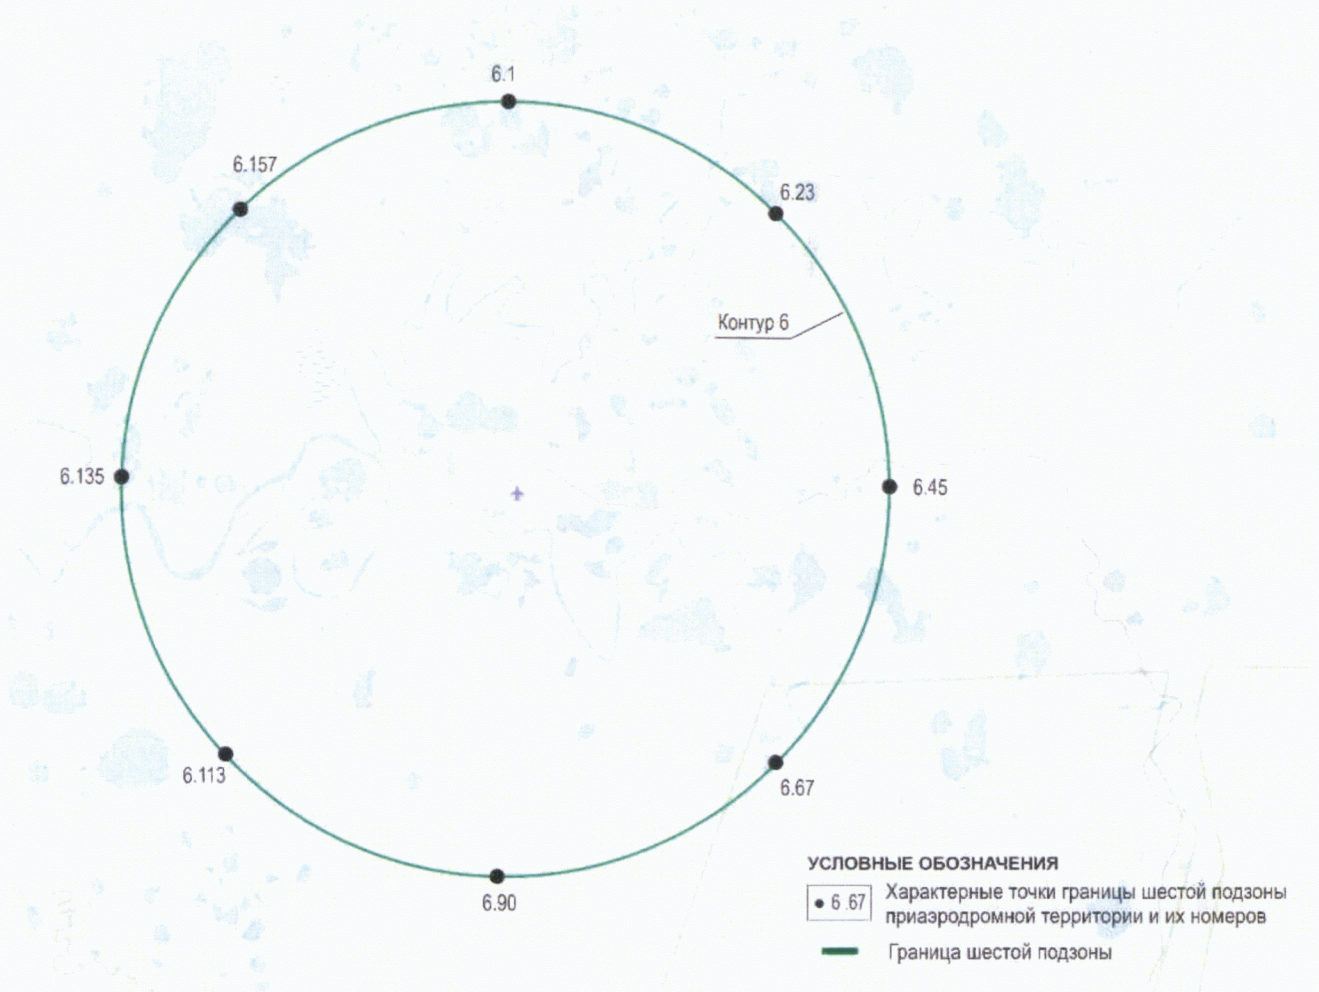 6.1
6.157
6.23
Контур 6
6.135
6.45
6.113
6.67
6.90
УСЛОВНЫЕ ОБОЗНАЧЕНИЯ
6 .67
Характерные точки границы шестой подзоны
приаэродромной территории и их номеров
Граница шестой подзоны